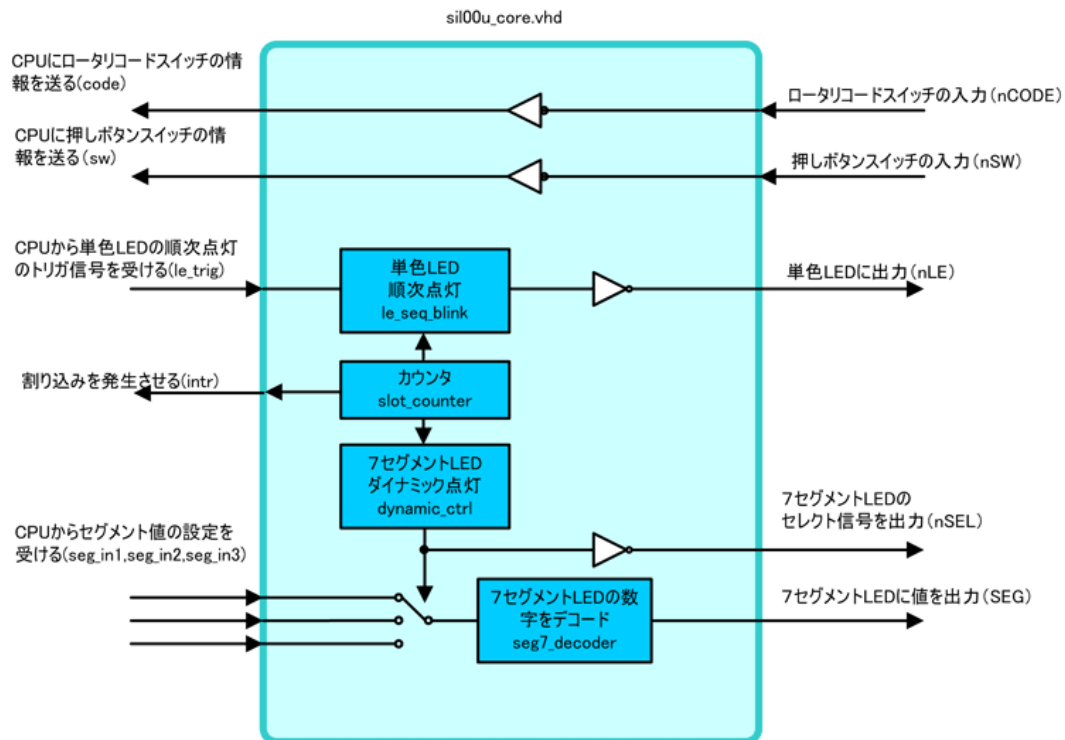 sil00u_core.vhd
CPUにロータリコードスイッチの情
報を送る(code)
ロータリコードスイッチの入力(nCODE)
CPUに押しボタンスイッチの情
報を送る(sw)
押しボタンスイッチの入力(nSW)
CPUから単色LEDの順次点灯
のトリガ信号を受ける(le_trig)
単色LED
順次点灯
le_seq_blink
単色LEDに出力(nLE)
割り込みを発生させる(intr)
カウンタ
slot_counter
7セグメントLED
ダイナミック点灯
dynamic_ctrl
7セグメントLEDの
セレクト信号を出力(nSEL)
CPUからセグメント値の設定を
受ける(seg_in1,seg_in2,seg_in3)
7セグメントLEDの数
字をデコード
seg7_decoder
7セグメントLEDに値を出力(SEG)